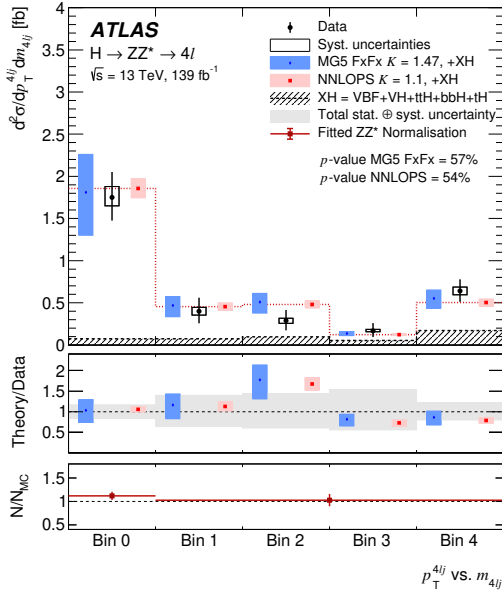 ATLAS
H → ZZ* → 4l
√s = 13 TeV, 139 fb⁻¹
Data
Syst. uncertainties
MG5 FxFx K = 1.47, +XH
NNLOPS K = 1.1, +XH
XH = VBF+VH+ttH+bbH+tH
Total stat. ⊕ syst. uncertainty
Fitted ZZ* Normalisation
p-value MG5 FxFx = 57%
p-value NNLOPS = 54%
d²σ/dp_T^{4lj} dm_{4lj} [fb]
4
3.5
3
2.5
2
1.5
1
0.5
0
Theory/Data
2
1.5
1
0.5
N/N_MC
1.5
1
0.5
Bin 0 Bin 1 Bin 2 Bin 3 Bin 4
p_T^{4lj} vs. m_{4lj}